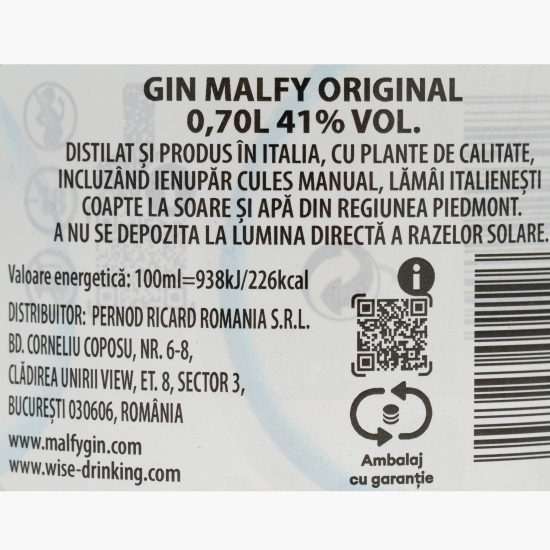 GIN MALFY ORIGINAL
0,70L 41% VOL.
DISTILAT ȘI PRODUS ÎN ITALIA, CU PLANTE DE CALITATE,
INCLUZÂND IENUPĂR CULES MANUAL, LĂMÂI ITALIENEȘTI
COAPTE LA SOARE ȘI APĂ DIN REGIUNEA PIEDMONT.
A NU SE DEPOZITA LA LUMINA DIRECTĂ A RAZELOR SOLARE.
Valoare energetică: 100ml=938kJ/226kcal
DISTRIBUITOR: PERNOD RICARD ROMANIA S.R.L.
BD. CORNELIU COPOSU, NR. 6-8,
CLĂDIREA UNIRII VIEW, ET. 8, SECTOR 3,
BUCUREȘTI 030606, ROMÂNIA
www.malfygin.com
www.wise-drinking.com
i
Ambalaj
cu garanție